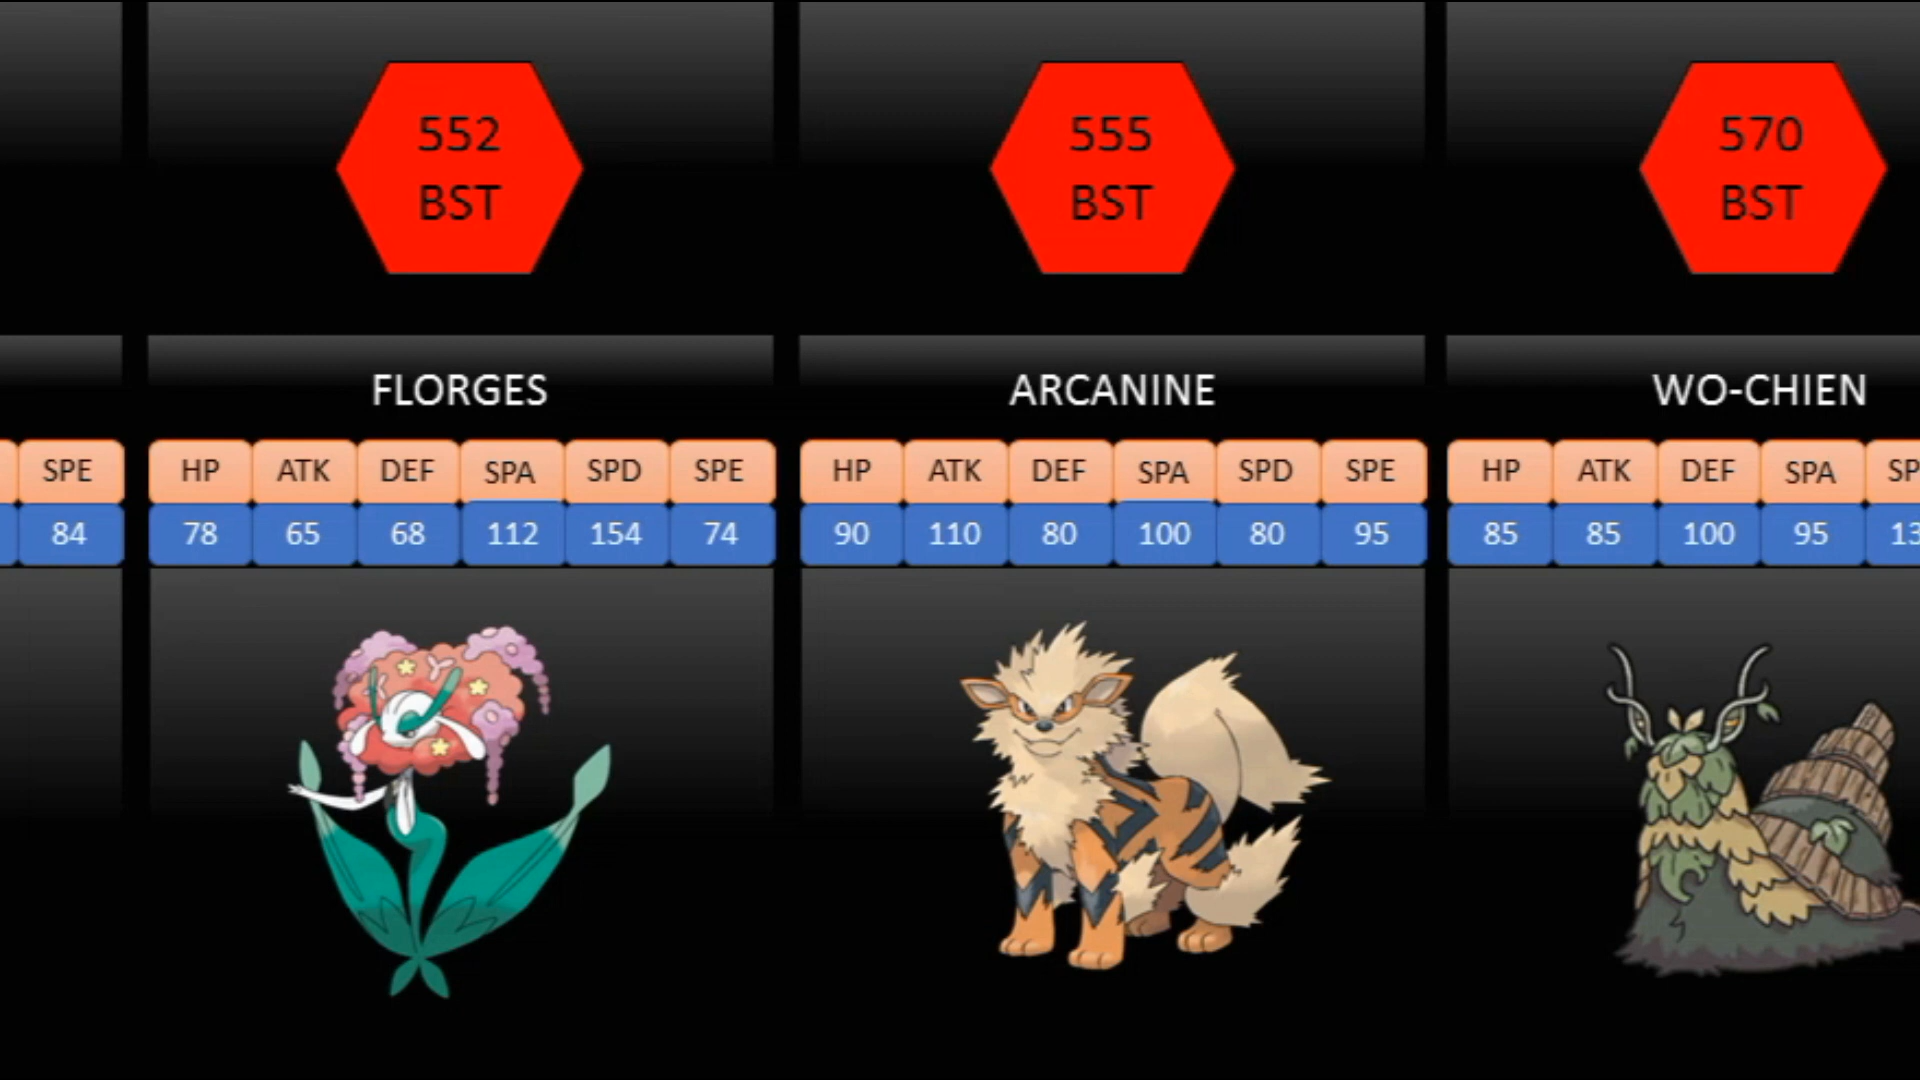 552
BST
555
BST
570
BST
FLORGES
ARCANINE
WO-CHIEN
SPE
84
HP ATK DEF SPA SPD SPE
78 65 68 112 154 74
HP ATK DEF SPA SPD SPE
90 110 80 100 80 95
HP ATK DEF SPA SP
85 85 100 95 13